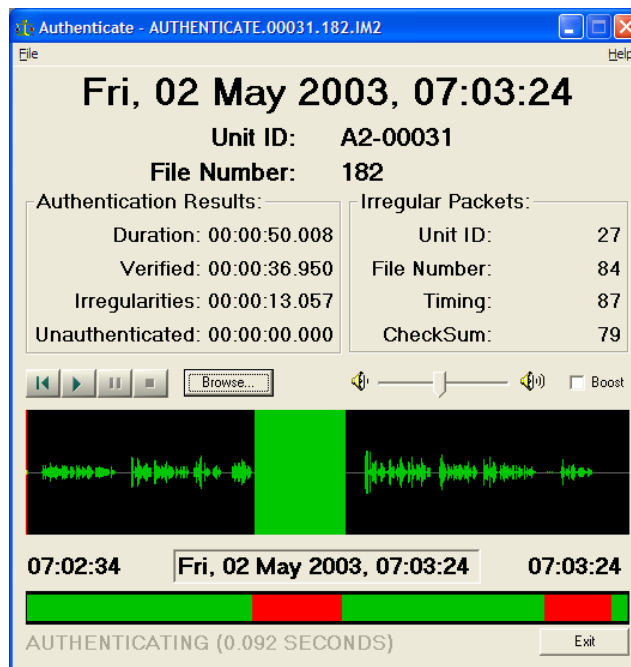 Authenticate - AUTHENTICATE.00031.182.IM2
File Help
Fri, 02 May 2003, 07:03:24
Unit ID: A2-00031
File Number: 182
Authentication Results: Irregular Packets:
Duration: 00:00:50.008 Unit ID: 27
Verified: 00:00:36.950 File Number: 84
Irregularities: 00:00:13.057 Timing: 87
Unauthenticated: 00:00:00.000 CheckSum: 79
Browse... Boost
07:02:34 Fri, 02 May 2003, 07:03:24 07:03:24
AUTHENTICATING (0.092 SECONDS) Exit